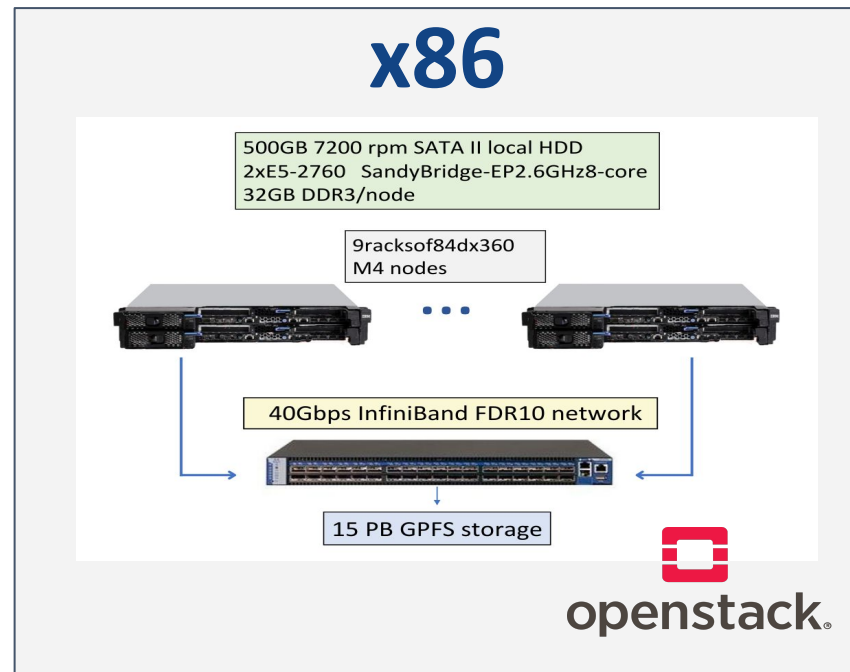 x86
500GB 7200 rpm SATA II local HDD
2xE5-2760 SandyBridge-EP2.6GHz8-core
32GB DDR3/node
9racksof84dx360
M4 nodes
40Gbps InfiniBand FDR10 network
15 PB GPFS storage
openstack®